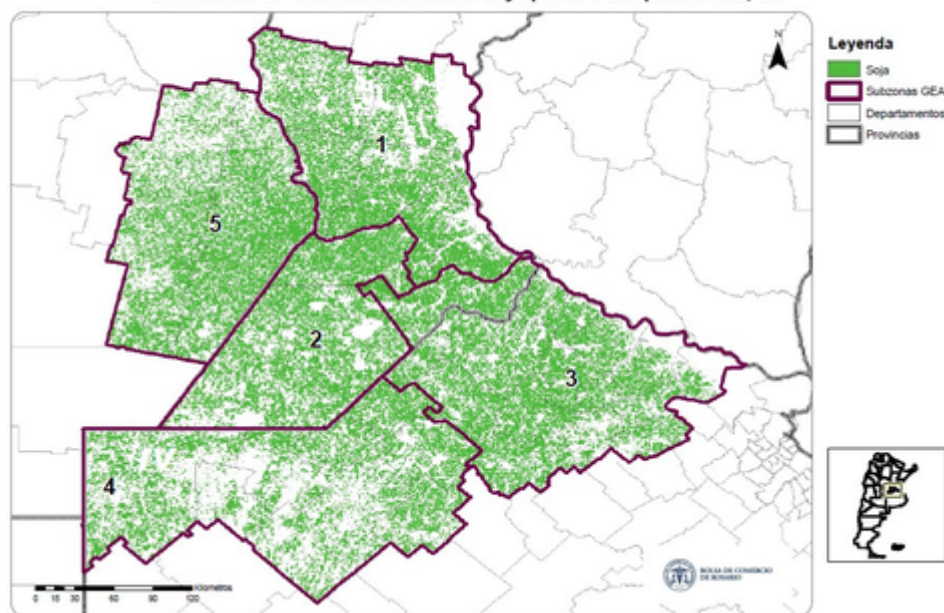 N
Leyenda
Soja
Subzonas GEA
Departamentos
Provincias
1
5
2
3
4
Kilómetros
0 15 30 60 90 120
BOLSA DE COMERCIO
DE ROSARIO